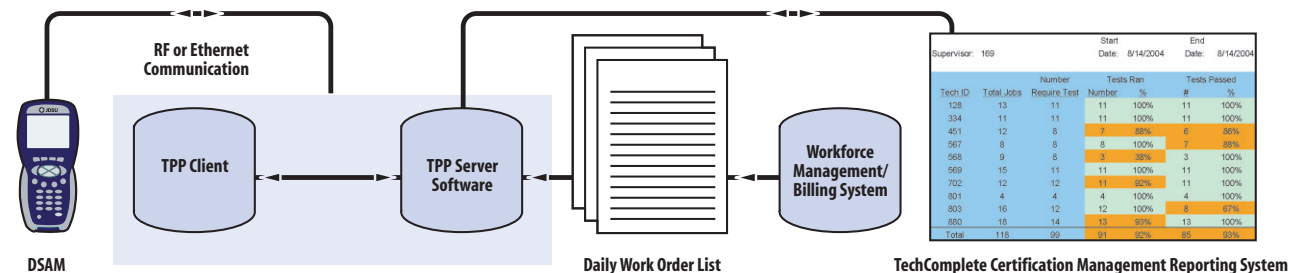 RF or Ethernet
Communication
JDSU
TPP Client
TPP Server
Software
Workforce
Management/
Billing System
DSAM
Daily Work Order List
Start End
Supervisor: 169 Date: 8/14/2004 Date: 8/14/2004
Number Tests Ran Tests Passed
Tech ID Total Jobs Require Test Number % # %
128 13 11 11 100% 11 100%
334 11 11 11 100% 11 100%
451 12 8 7 88% 6 86%
567 8 8 8 100% 7 88%
568 9 8 3 38% 3 100%
569 15 11 11 100% 11 100%
702 12 12 11 92% 11 100%
801 4 4 4 100% 4 100%
803 16 12 12 100% 8 67%
880 18 14 13 93% 13 100%
Total 118 99 91 92% 85 93%
TechComplete Certification Management Reporting System